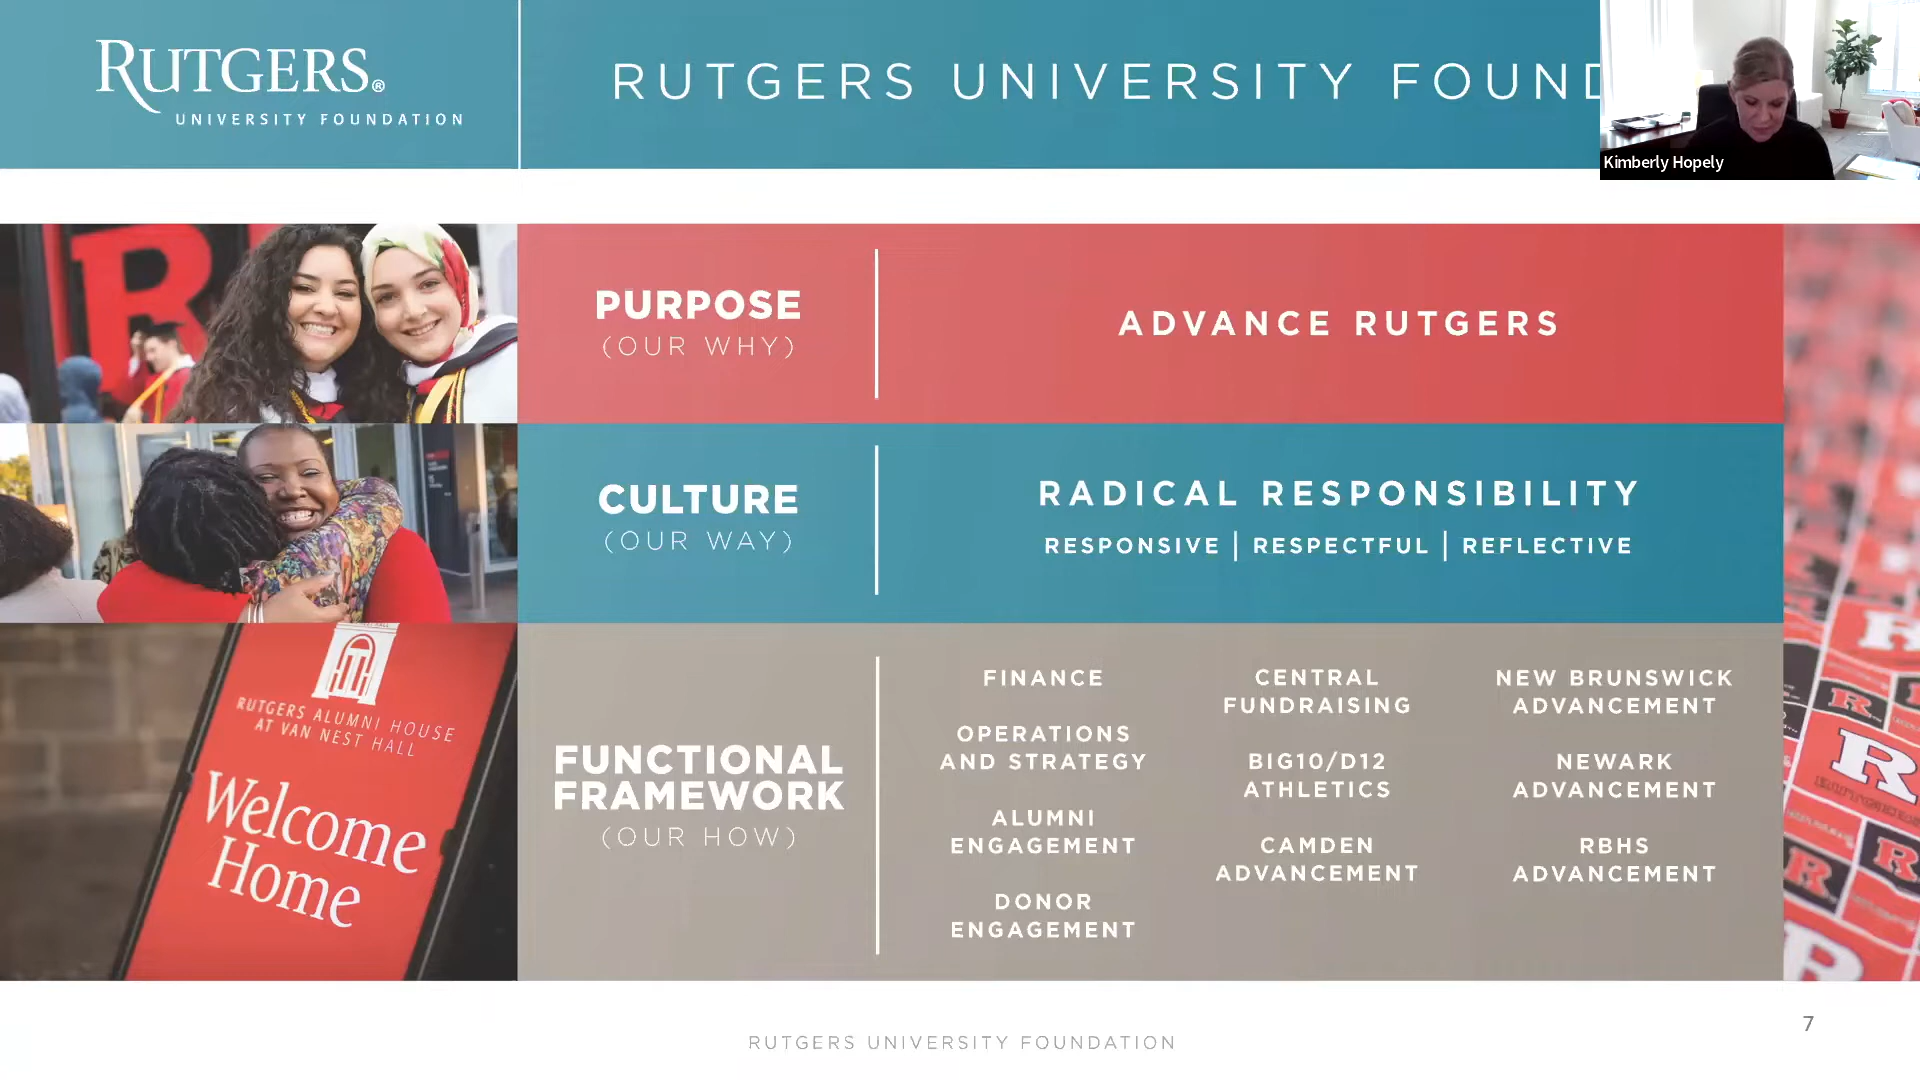 RUTGERS®
UNIVERSITY FOUNDATION
RUTGERS UNIVERSITY FOUND
Kimberly Hopely
R
PURPOSE
(OUR WHY)
ADVANCE RUTGERS
CULTURE
(OUR WAY)
RADICAL RESPONSIBILITY
RESPONSIVE | RESPECTFUL | REFLECTIVE
RUTGERS ALUMNI HOUSE
AT VAN NEST HALL
Welcome
Home
FUNCTIONAL
FRAMEWORK
(OUR HOW)
FINANCE
OPERATIONS
AND STRATEGY
ALUMNI
ENGAGEMENT
DONOR
ENGAGEMENT
CENTRAL
FUNDRAISING
BIG10/D12
ATHLETICS
CAMDEN
ADVANCEMENT
NEW BRUNSWICK
ADVANCEMENT
NEWARK
ADVANCEMENT
RBHS
ADVANCEMENT
R
R
R
R
R
7
RUTGERS UNIVERSITY FOUNDATION